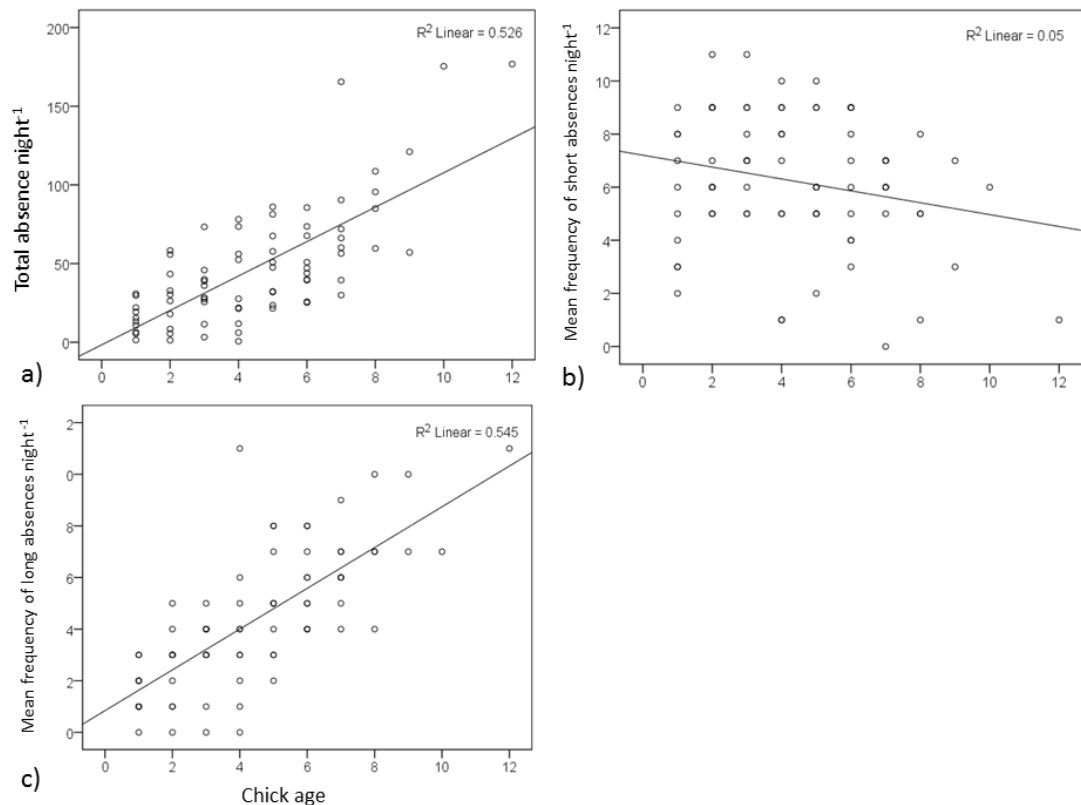 R² Linear = 0.526
Total absence night⁻¹
200
150
100
50
0
0 2 4 6 8 10 12
a)
R² Linear = 0.05
Mean frequency of short absences night⁻¹
12
10
8
6
4
2
0
0 2 4 6 8 10 12
b)
R² Linear = 0.545
Mean frequency of long absences night⁻¹
2
0
8
6
4
2
0
0 2 4 6 8 10 12
c)
Chick age